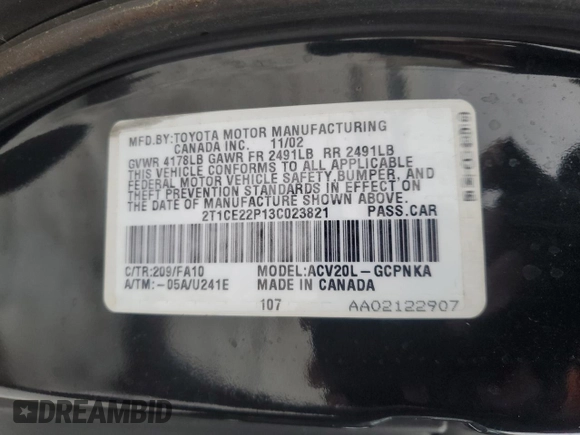 MFD.BY:TOYOTA MOTOR MANUFACTURING
CANADA INC. 11/02
GVWR 4178LB GAWR FR 2491LB RR 2491LB
THIS VEHICLE CONFORMS TO ALL APPLICABLE
FEDERAL MOTOR VEHICLE SAFETY,BUMPER, AND
THEFT PREVENTION STANDARDS IN EFFECT ON
THE DATE OF MANUFACTURE SHOWN ABOVE.
2T1CE22P13C023821 PASS.CAR
C/TR:209/FA10 MODEL:ACV20L-GCPNKA
A/TM:-05A/U241E MADE IN CANADA
107 AA02122907
DREAMBID